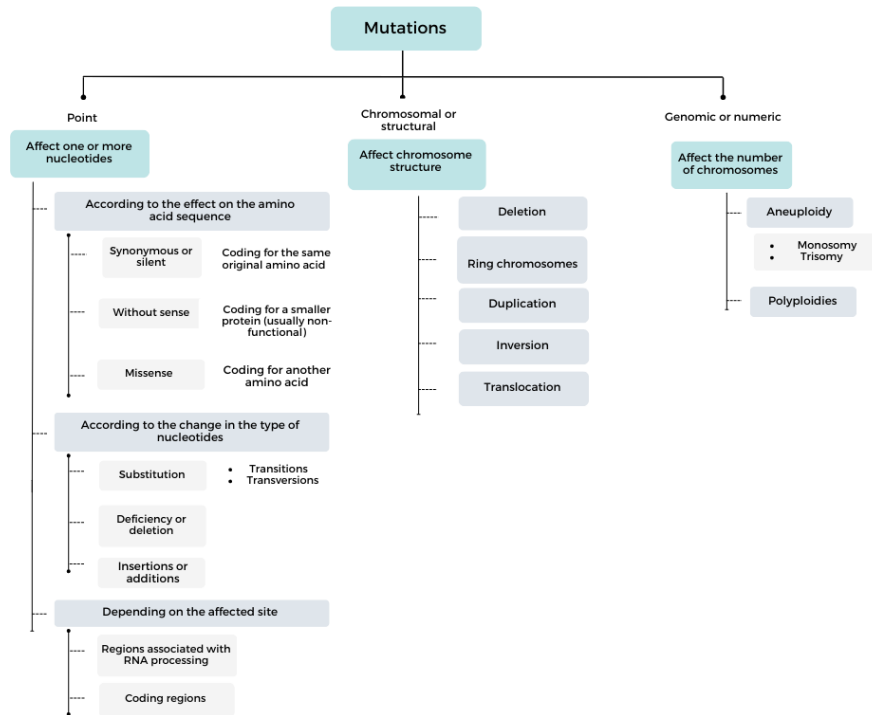 Mutations
Point
Affect one or more
nucleotides
According to the effect on the amino
acid sequence
Synonymous or
silent
Coding for the same
original amino acid
Without sense
Coding for a smaller
protein (usually non-
functional)
Missense
Coding for another
amino acid
According to the change in the type of
nucleotides
Substitution
• Transitions
• Transversions
Deficiency or
deletion
Insertions or
additions
Depending on the affected site
Regions associated with
RNA processing
Coding regions
Chromosomal or
structural
Affect chromosome
structure
Deletion
Ring chromosomes
Duplication
Inversion
Translocation
Genomic or numeric
Affect the number
of chromosomes
Aneuploidy
• Monosomy
• Trisomy
Polyploidies